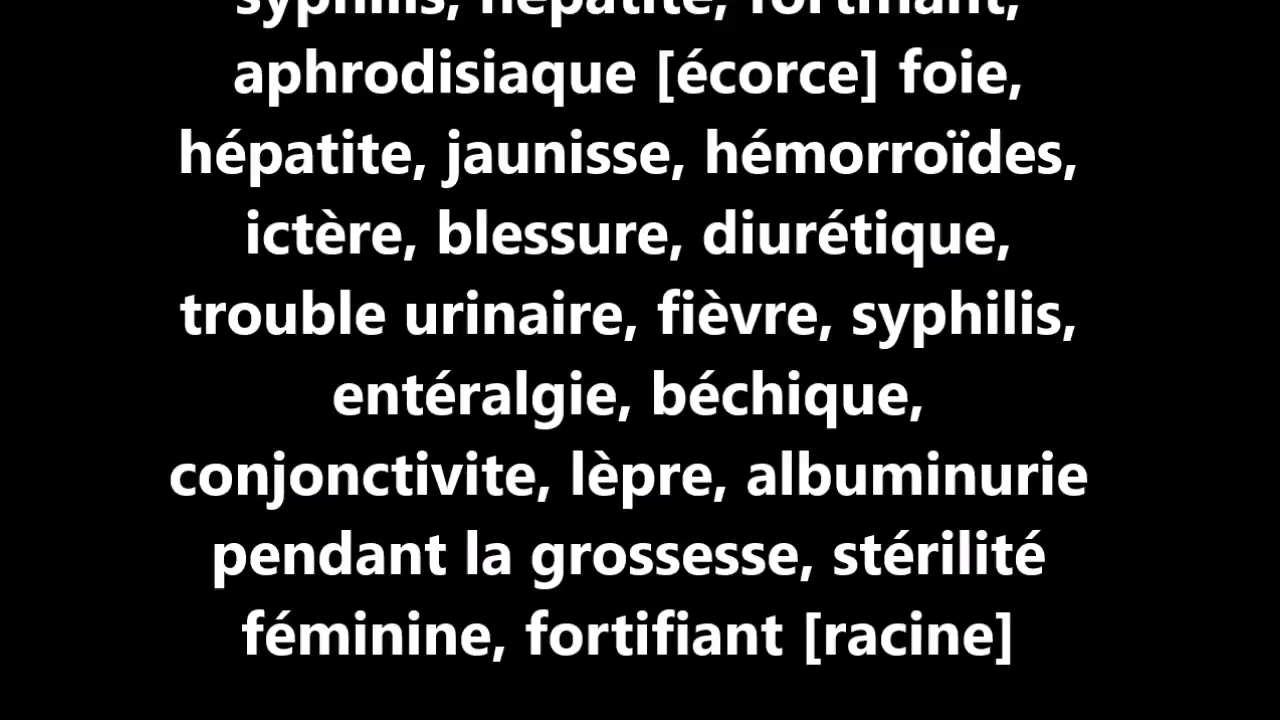 syphilis, hépatite, fortifiant,
aphrodisiaque [écorce] foie,
hépatite, jaunisse, hémorroïdes,
ictère, blessure, diurétique,
trouble urinaire, fièvre, syphilis,
entéralgie, béchique,
conjonctivite, lèpre, albuminurie
pendant la grossesse, stérilité
féminine, fortifiant [racine]